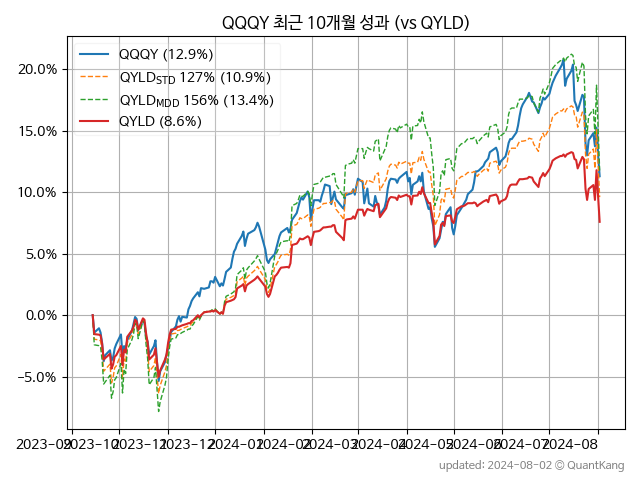 QQQY 최근 10개월 성과 (vs QYLD)
QQQY (12.9%)
QYLD_STD 127% (10.9%)
QYLD_MDD 156% (13.4%)
QYLD (8.6%)
20.0%
15.0%
10.0%
5.0%
0.0%
−5.0%
2023-09 2023-10 2023-11 2023-12 2024-01 2024-02 2024-03 2024-04 2024-05 2024-06 2024-07 2024-08
updated: 2024-08-02 © QuantKang